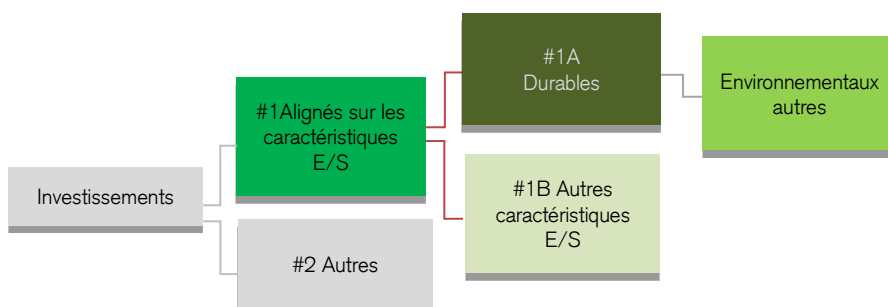 Investissements
#1Alignés sur les
caractéristiques
E/S
#2 Autres
#1A
Durables
#1B Autres
caractéristiques
E/S
Environnementaux
autres